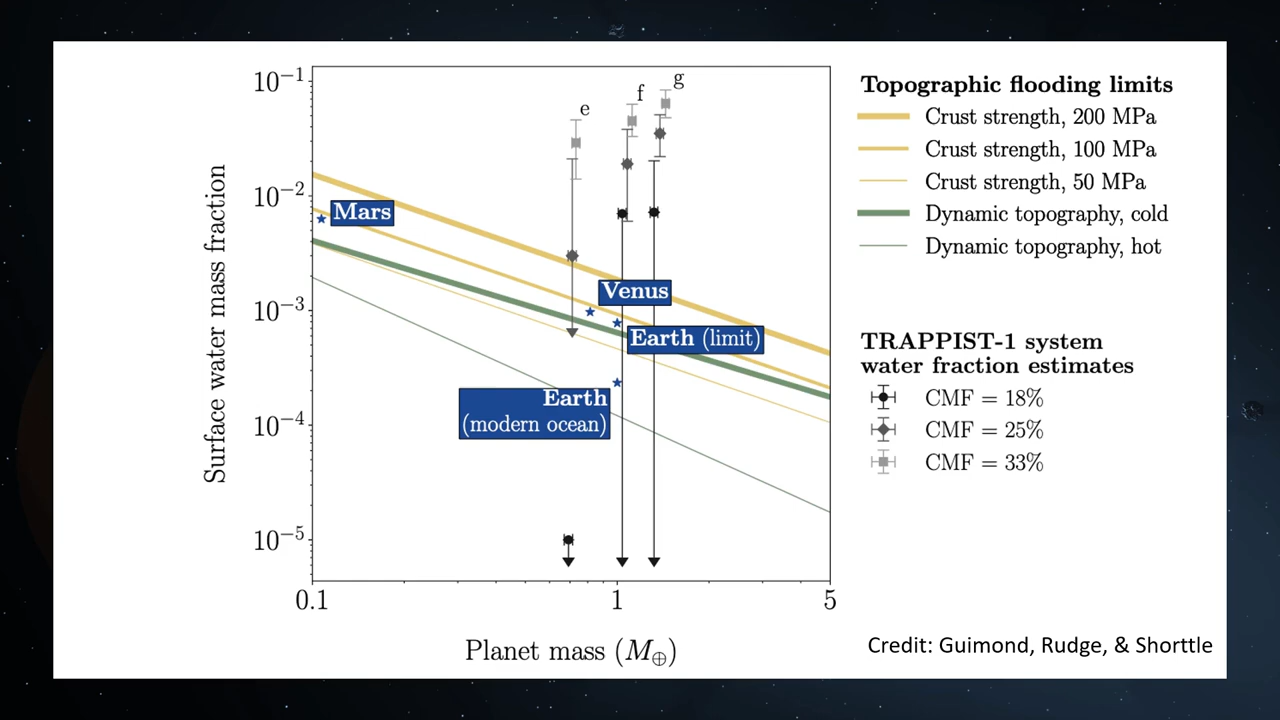 Surface water mass fraction
10⁻¹
10⁻²
10⁻³
10⁻⁴
10⁻⁵
e
f
g
Mars
Venus
Earth (limit)
Earth
(modern ocean)
0.1
1
5
Planet mass (M⊕)
Topographic flooding limits
Crust strength, 200 MPa
Crust strength, 100 MPa
Crust strength, 50 MPa
Dynamic topography, cold
Dynamic topography, hot
TRAPPIST-1 system
water fraction estimates
CMF = 18%
CMF = 25%
CMF = 33%
Credit: Guimond, Rudge, & Shorttle